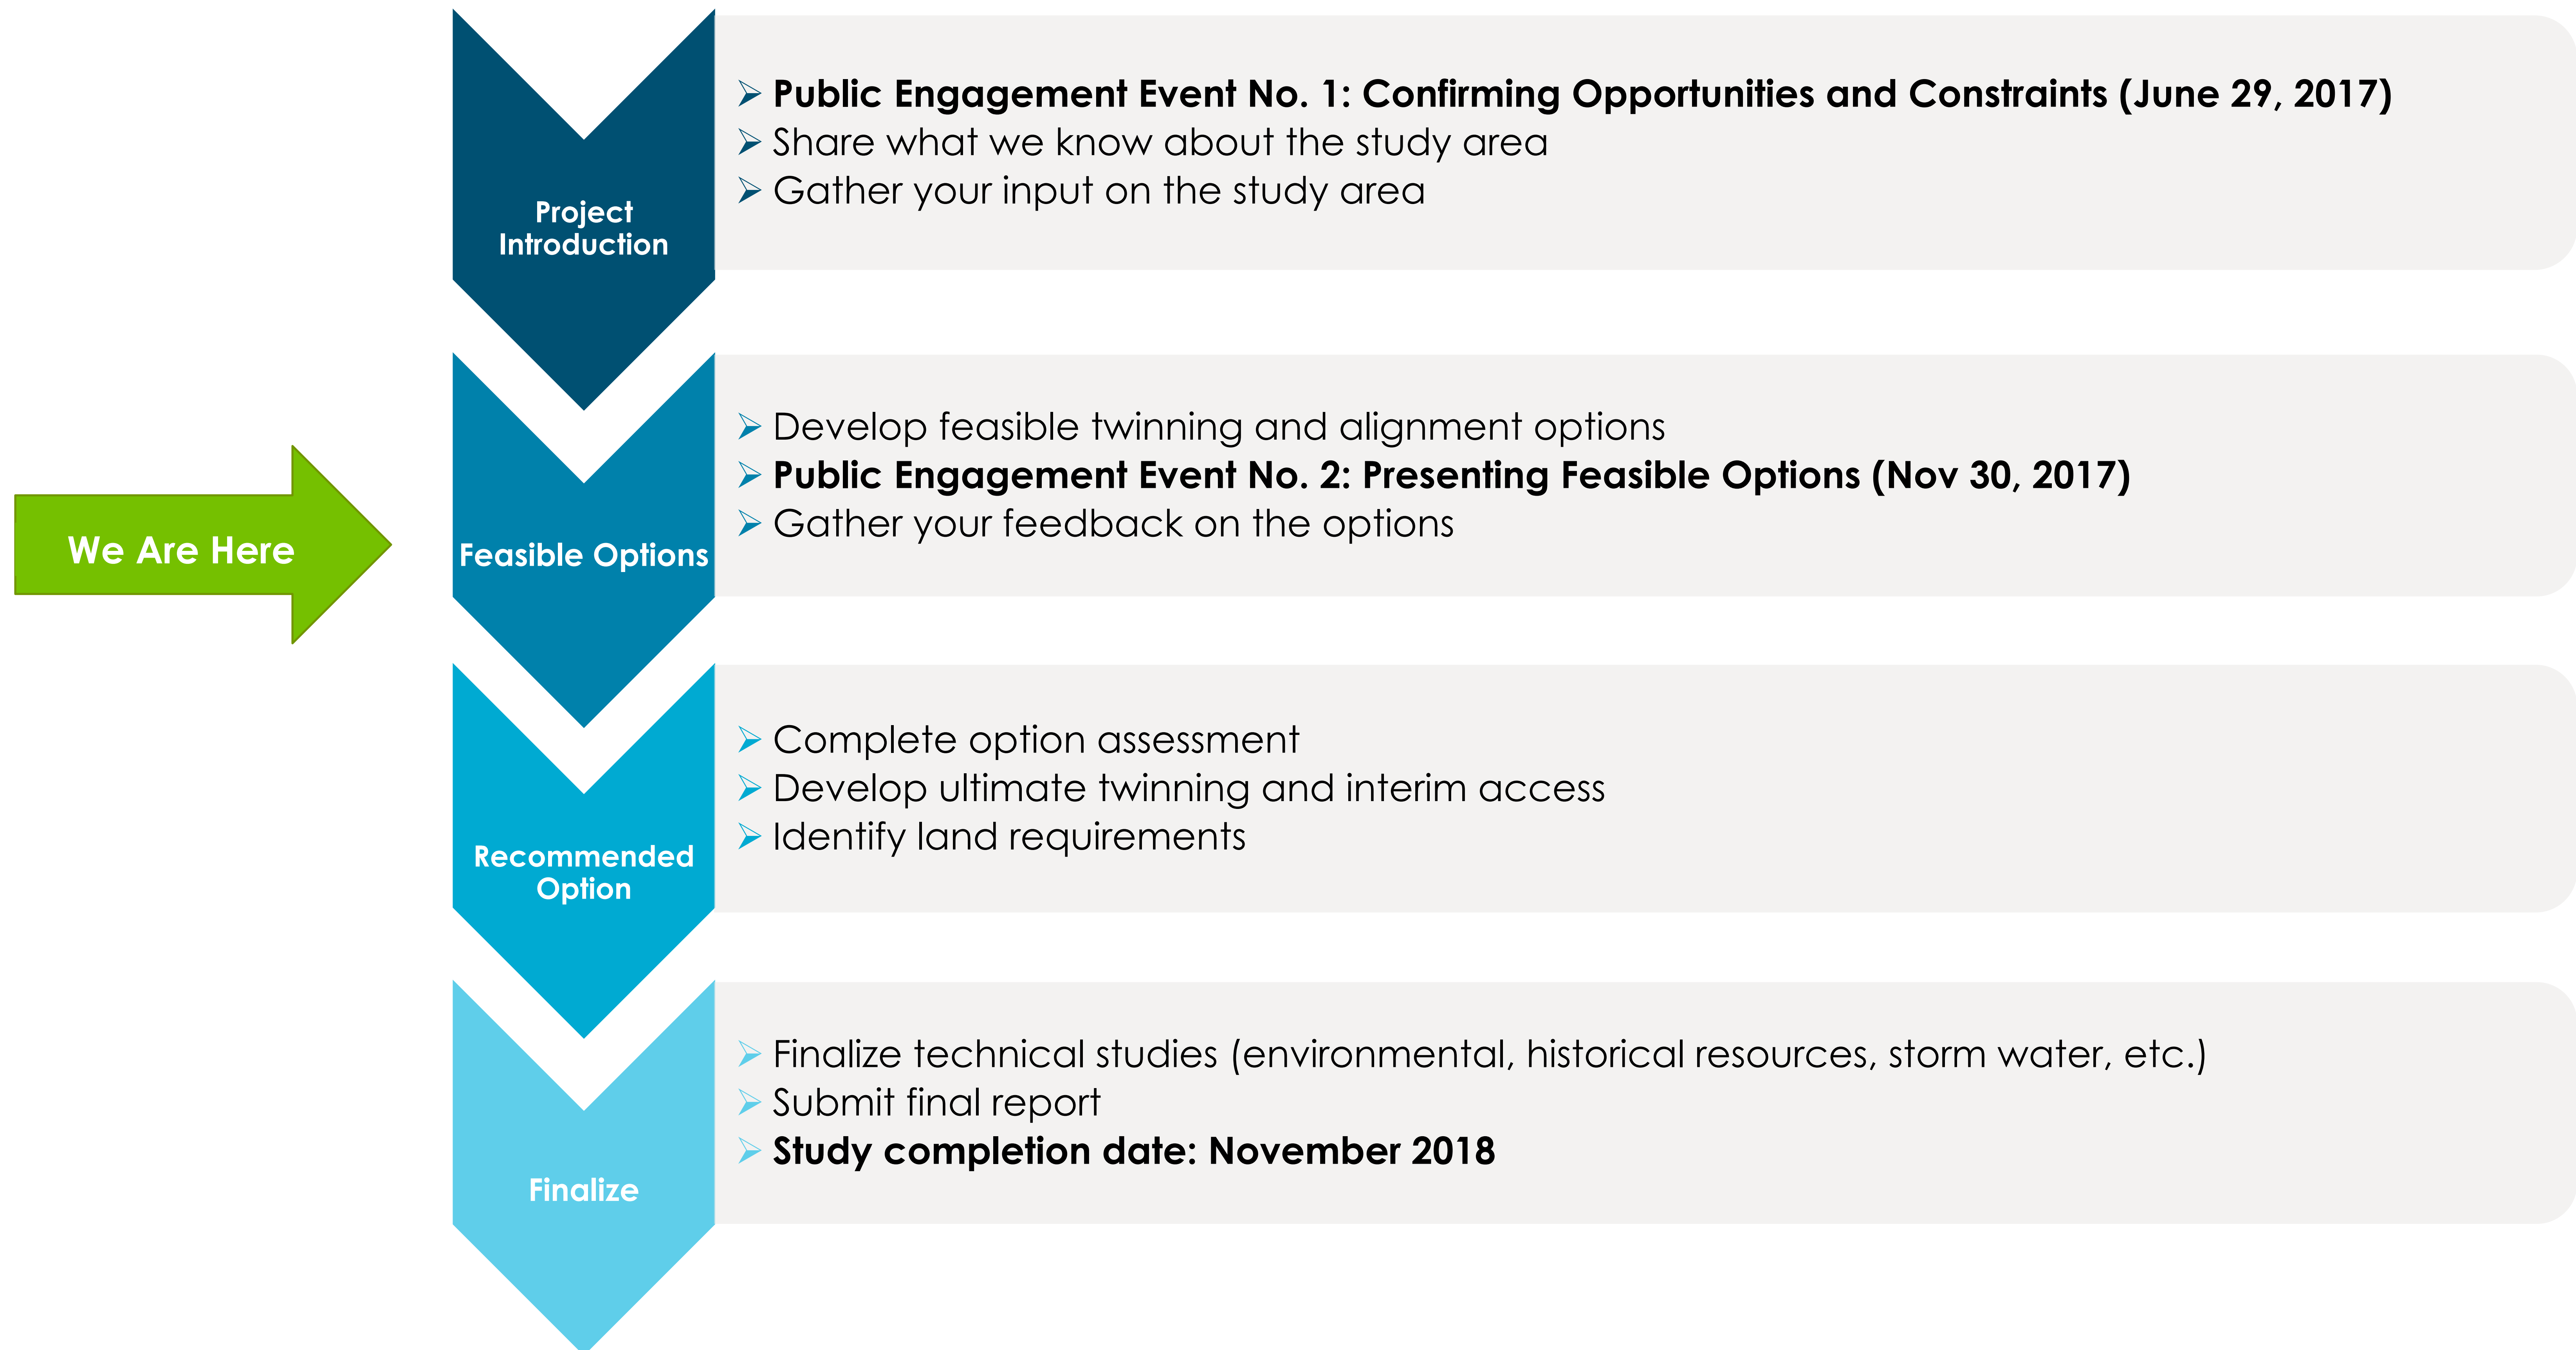 Project
Introduction
Public Engagement Event No. 1: Confirming Opportunities and Constraints (June 29, 2017)
Share what we know about the study area
Gather your input on the study area
We Are Here
Feasible Options
Develop feasible twinning and alignment options
Public Engagement Event No. 2: Presenting Feasible Options (Nov 30, 2017)
Gather your feedback on the options
Recommended
Option
Complete option assessment
Develop ultimate twinning and interim access
Identify land requirements
Finalize
Finalize technical studies (environmental, historical resources, storm water, etc.)
Submit final report
Study completion date: November 2018